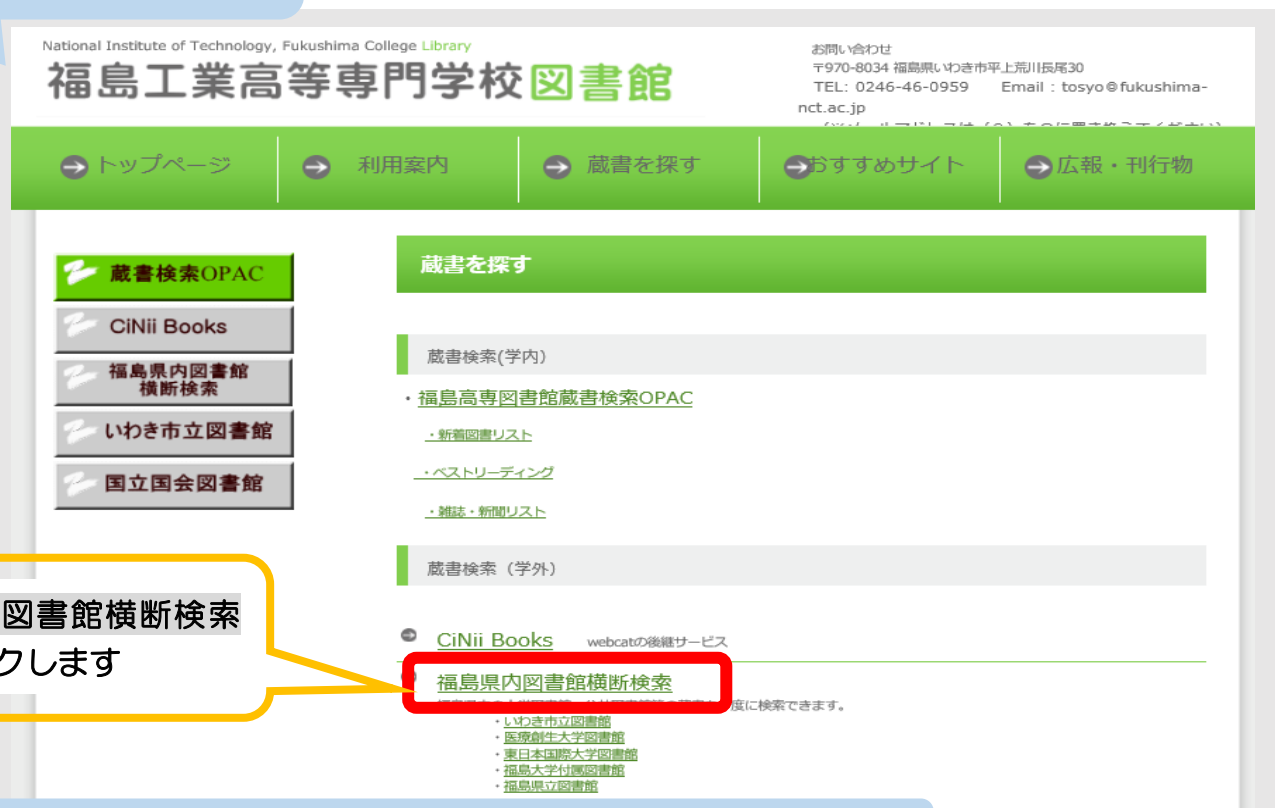 National Institute of Technology, Fukushima College Library
福島工業高等専門学校図書館
お問い合わせ
〒970-8034 福島県いわき市平上荒川長尾30
TEL: 0246-46-0959 Email : tosyo@fukushima-
nct.ac.jp
トップページ
利用案内
蔵書を探す
おすすめサイト
広報・刊行物
蔵書検索OPAC
CiNii Books
福島県内図書館
横断検索
いわき市立図書館
国立国会図書館
蔵書を探す
蔵書検索(学内)
・福島高専図書館蔵書検索OPAC
・新着図書リスト
・ベストリーディング
・雑誌・新聞リスト
蔵書検索（学外）
CiNii Books webcatの後継サービス
福島県内図書館横断検索
度に検索できます。
・いわき市立図書館
・医療創生大学図書館
・東日本国際大学図書館
・福島大学付属図書館
・福島県立図書館
図書館横断検索
クします